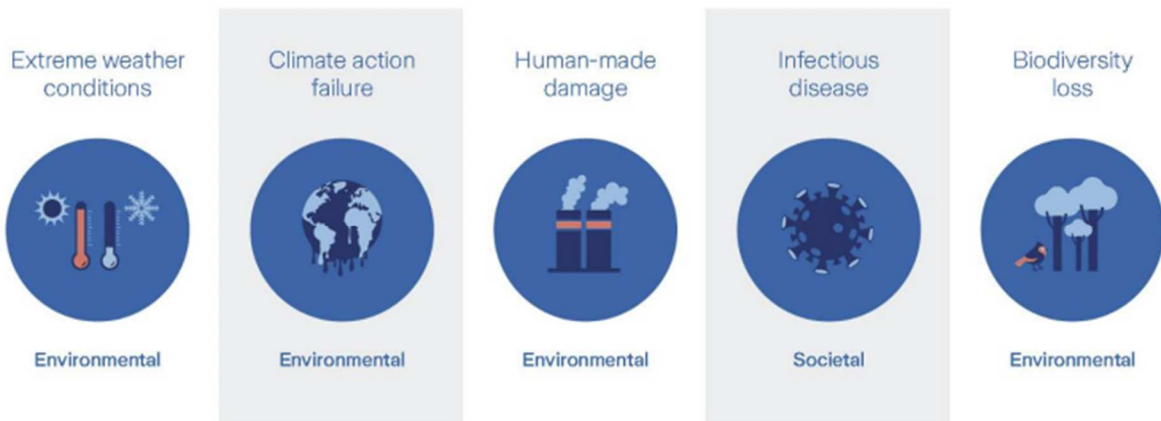 Extreme weather
conditions
Climate action
failure
Human-made
damage
Infectious
disease
Biodiversity
loss
Environmental
Environmental
Environmental
Societal
Environmental